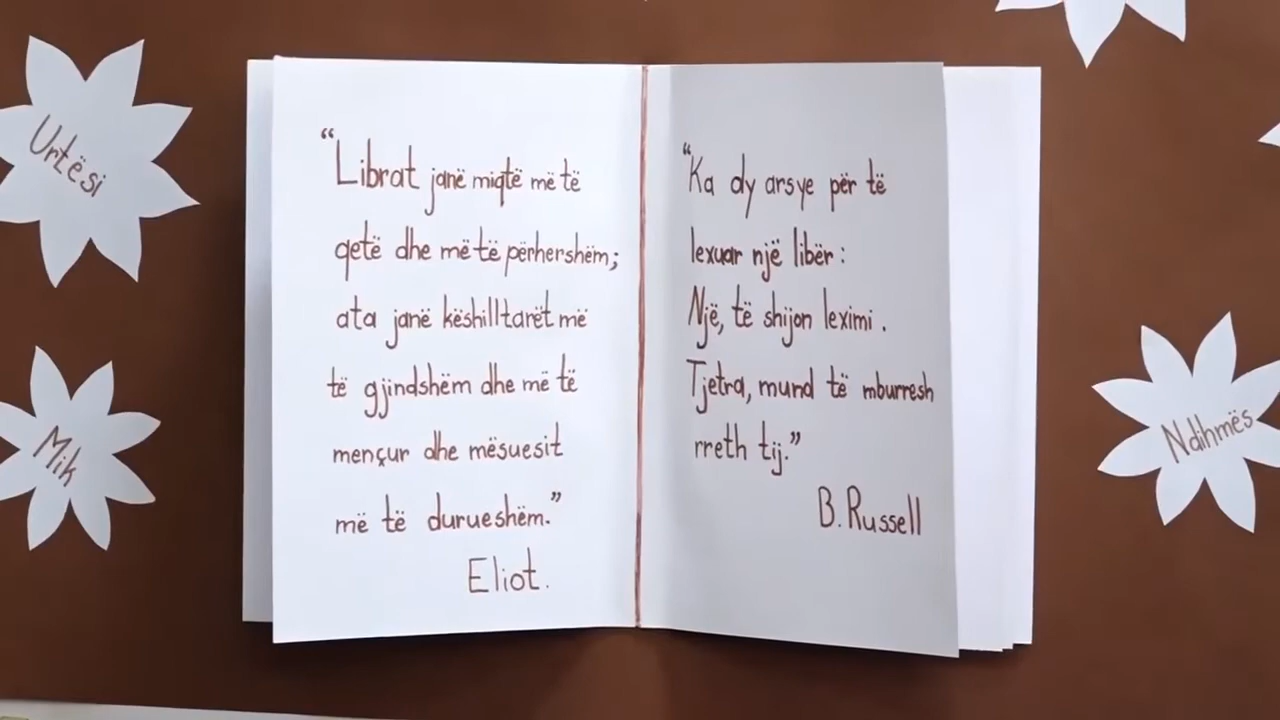 Urtësi
Mik
“Librat janë miqtë më të
qetë dhe më të përhershëm;
ata janë këshilltarët më
të gjindshëm dhe më të
mençur dhe mësuesit
më të durueshëm.”
Eliot.
“Ka dy arsye për të
lexuar një libër:
Një, të shijon leximi.
Tjetra, mund të mburresh
rreth tij.”
B.Russell
Ndihmës